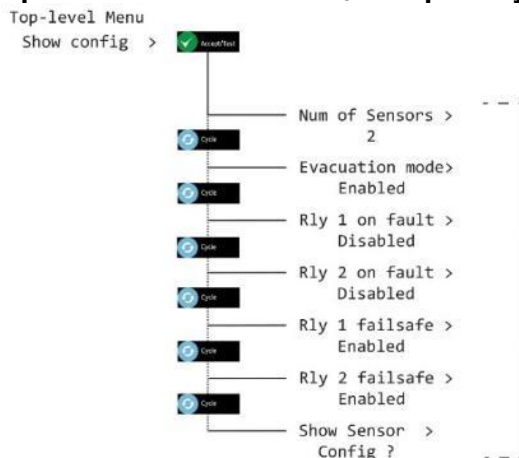 Top-level Menu
Show config >
Accept/Test
Num of Sensors >
2
Cycle
Evacuation mode>
Enabled
Cycle
Rly 1 on fault >
Disabled
Cycle
Rly 2 on fault >
Disabled
Cycle
Rly 1 failsafe >
Enabled
Cycle
Rly 2 failsafe >
Enabled
Cycle
Show Sensor >
Config ?